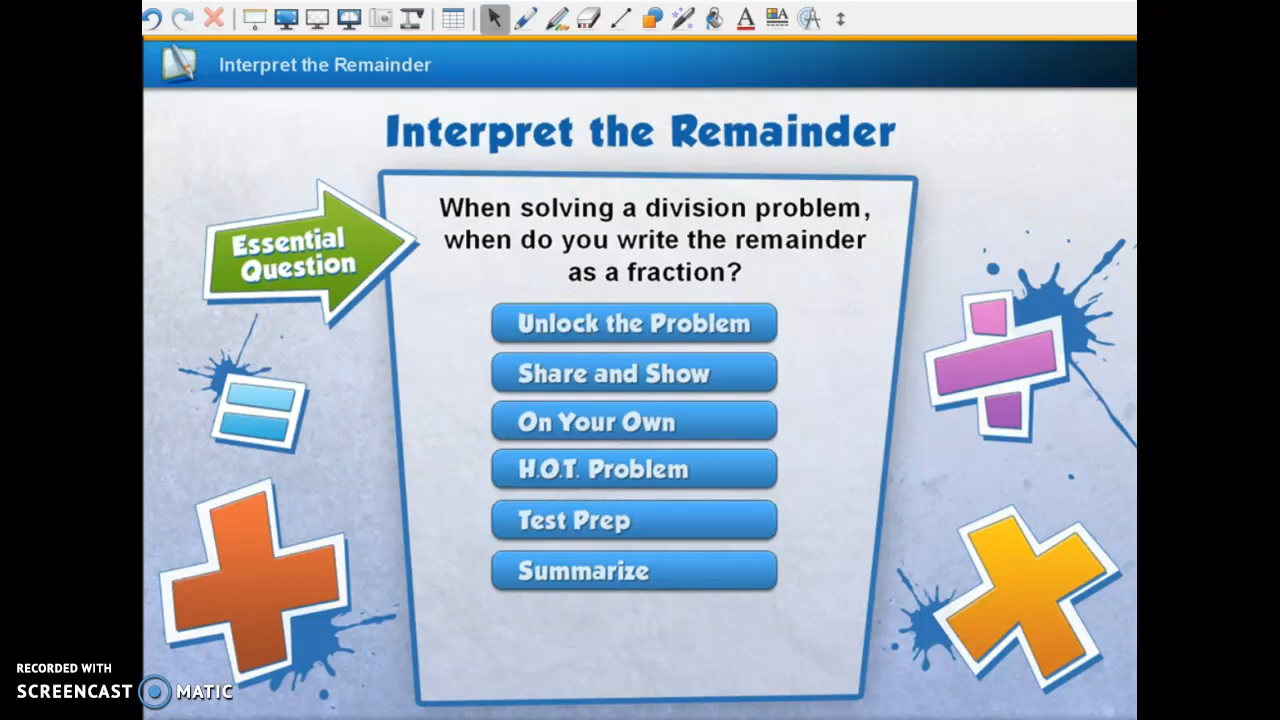 Interpret the Remainder
Interpret the Remainder
Essential
Question
When solving a division problem,
when do you write the remainder
as a fraction?
Unlock the Problem
Share and Show
On Your Own
H.O.T. Problem
Test Prep
Summarize
RECORDED WITH
SCREENCAST MATIC